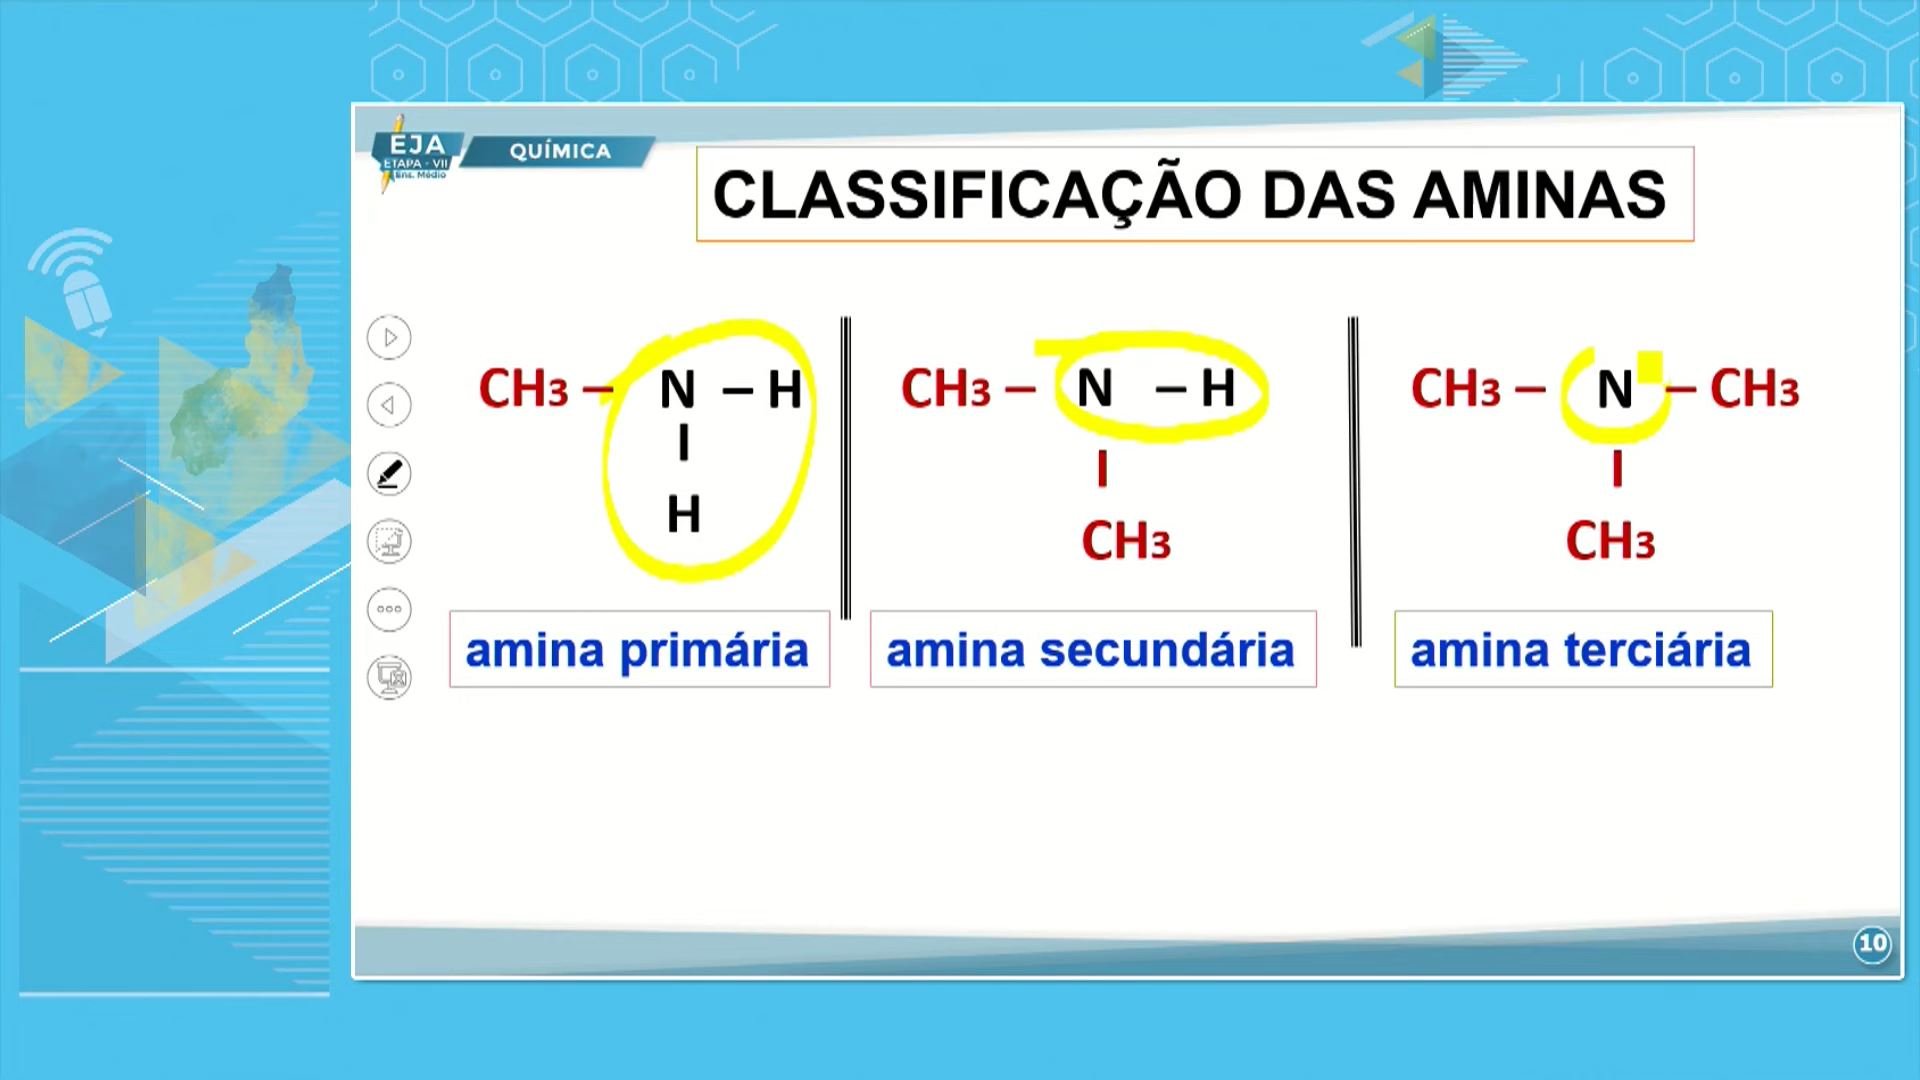 EJA
ETAPA - VII
Ens. Médio
QUÍMICA
CLASSIFICAÇÃO DAS AMINAS
CH3 – N – H
I
H
CH3 – N – H
I
CH3
CH3 – N – CH3
I
CH3
amina primária
amina secundária
amina terciária
10